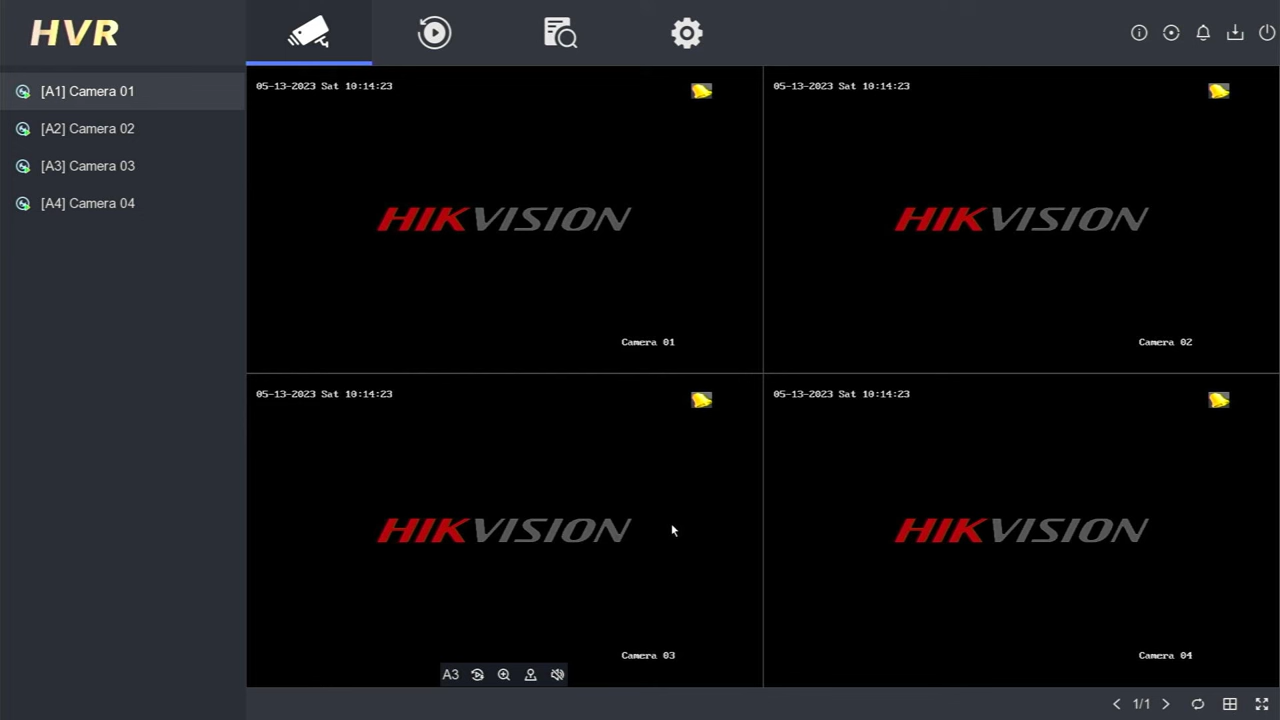 HVR
[A1] Camera 01
[A2] Camera 02
[A3] Camera 03
[A4] Camera 04
05-13-2023 Sat 10:14:23
HIKVISION
Camera 01
05-13-2023 Sat 10:14:23
HIKVISION
Camera 02
05-13-2023 Sat 10:14:23
HIKVISION
Camera 03
A3
05-13-2023 Sat 10:14:23
HIKVISION
Camera 04
1/1